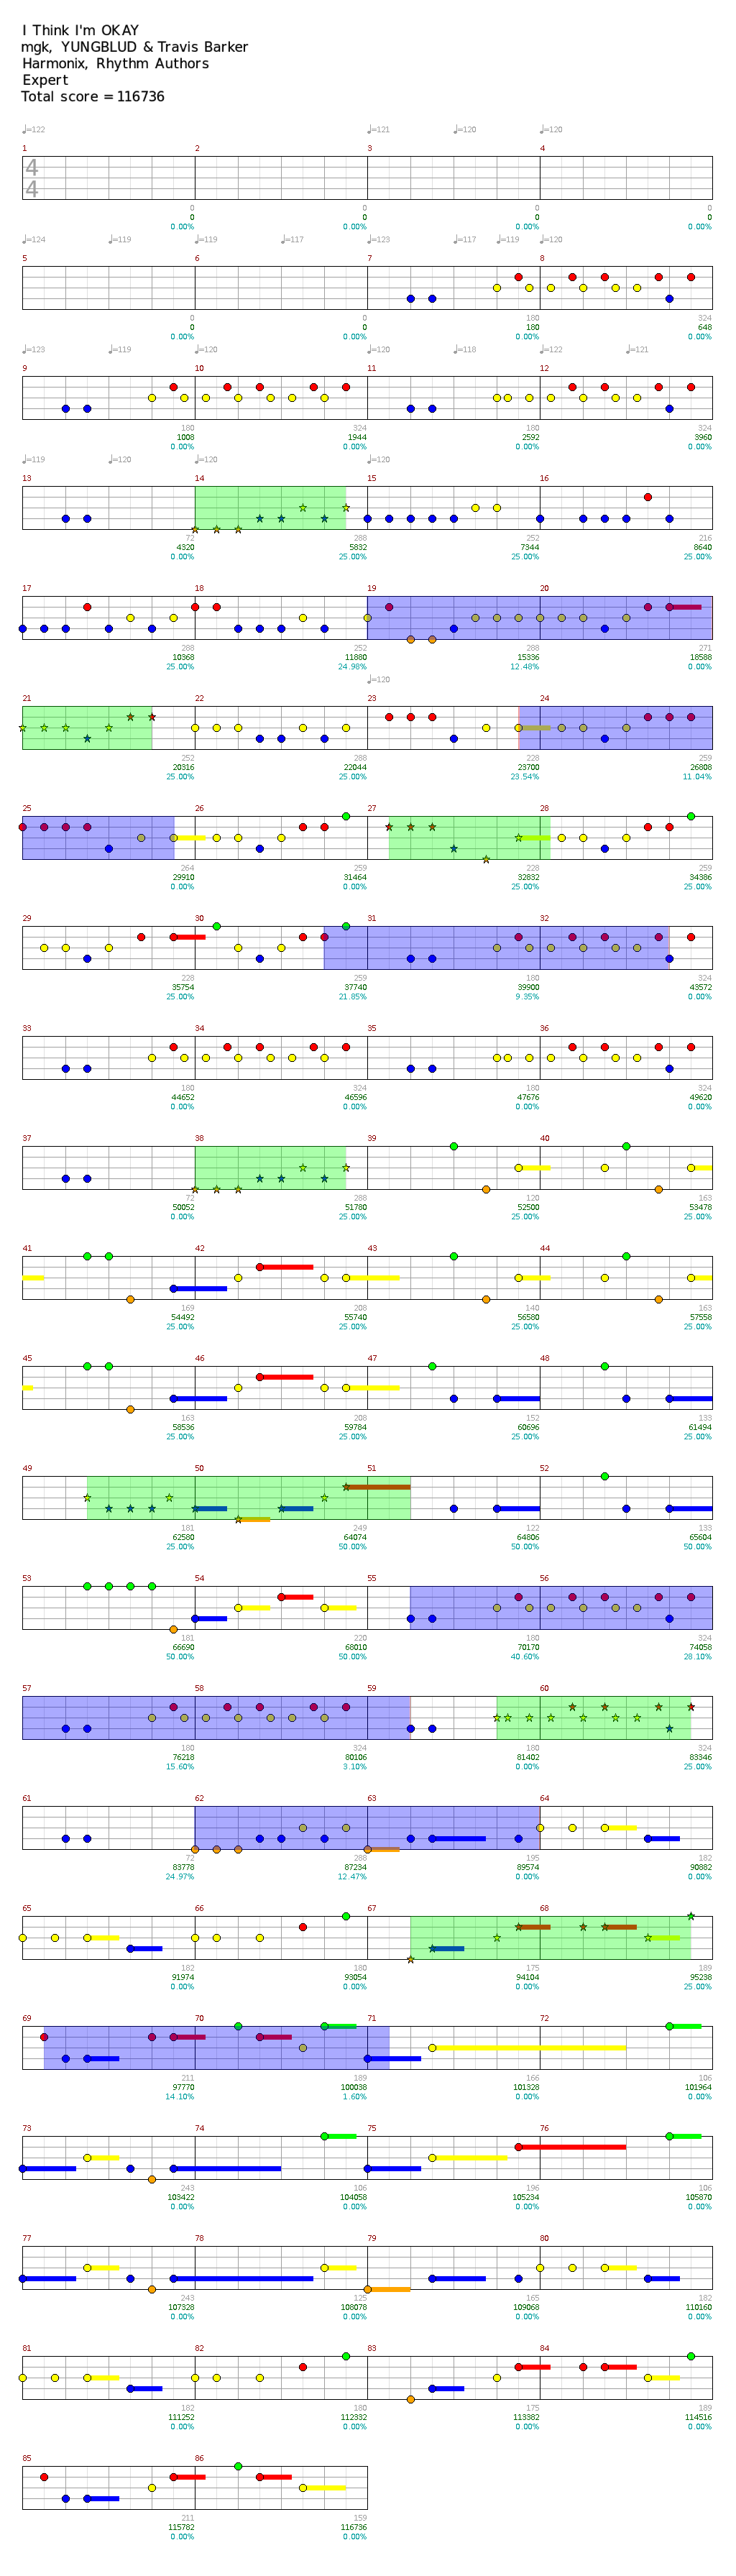 I Think I'm OKAY
mgk, YUNGBLUD & Travis Barker
Harmonix, Rhythm Authors
Expert
Total score = 116736
♩=122 ♩=121 ♩=120 ♩=120
1 2 3 4
4
4
0 0 0 0
0 0 0 0
0.00% 0.00% 0.00% 0.00%
♩=124 ♩=119 ♩=119 ♩=117 ♩=123 ♩=117 ♩=119 ♩=120
5 6 7 8
0 0 180 324
0 0 180 648
0.00% 0.00% 0.00% 0.00%
♩=123 ♩=119 ♩=120 ♩=120 ♩=118 ♩=122 ♩=121
9 10 11 12
180 324 180 324
1008 1944 2592 3960
0.00% 0.00% 0.00% 0.00%
♩=119 ♩=120 ♩=120 ♩=120
13 14 15 16
72 288 252 216
4320 5832 7344 8640
0.00% 25.00% 25.00% 25.00%
17 18 19 20
288 252 288 271
10368 11880 15336 18588
25.00% 24.98% 12.48% 0.00%
♩=120
21 22 23 24
252 288 228 259
20316 22044 23700 26808
25.00% 25.00% 23.54% 11.04%
25 26 27 28
264 259 228 259
29910 31464 32832 34386
0.00% 0.00% 25.00% 25.00%
29 30 31 32
228 259 180 324
35754 37740 39900 43572
25.00% 21.85% 9.35% 0.00%
33 34 35 36
180 324 180 324
44652 46596 47676 49620
0.00% 0.00% 0.00% 0.00%
37 38 39 40
72 288 120 163
50052 51780 52500 53478
0.00% 25.00% 25.00% 25.00%
41 42 43 44
169 208 140 163
54492 55740 56580 57558
25.00% 25.00% 25.00% 25.00%
45 46 47 48
163 208 152 133
58536 59784 60696 61494
25.00% 25.00% 25.00% 25.00%
49 50 51 52
181 249 122 133
62580 64074 64806 65604
25.00% 50.00% 50.00% 50.00%
53 54 55 56
181 220 180 324
66690 68010 70170 74058
50.00% 50.00% 40.60% 28.10%
57 58 59 60
180 324 180 324
76218 80106 81402 83346
15.60% 3.10% 0.00% 25.00%
61 62 63 64
72 288 195 182
83778 87234 89574 90882
24.97% 12.47% 0.00% 0.00%
65 66 67 68
182 180 175 189
91974 93054 94104 95238
0.00% 0.00% 0.00% 25.00%
69 70 71 72
211 189 166 106
97770 100038 101328 101964
14.10% 1.60% 0.00% 0.00%
73 74 75 76
243 106 196 106
103422 104058 105234 105870
0.00% 0.00% 0.00% 0.00%
77 78 79 80
243 125 165 182
107328 108078 109068 110160
0.00% 0.00% 0.00% 0.00%
81 82 83 84
182 180 175 189
111252 112332 113382 114516
0.00% 0.00% 0.00% 0.00%
85 86
211 159
115782 116736
0.00% 0.00%